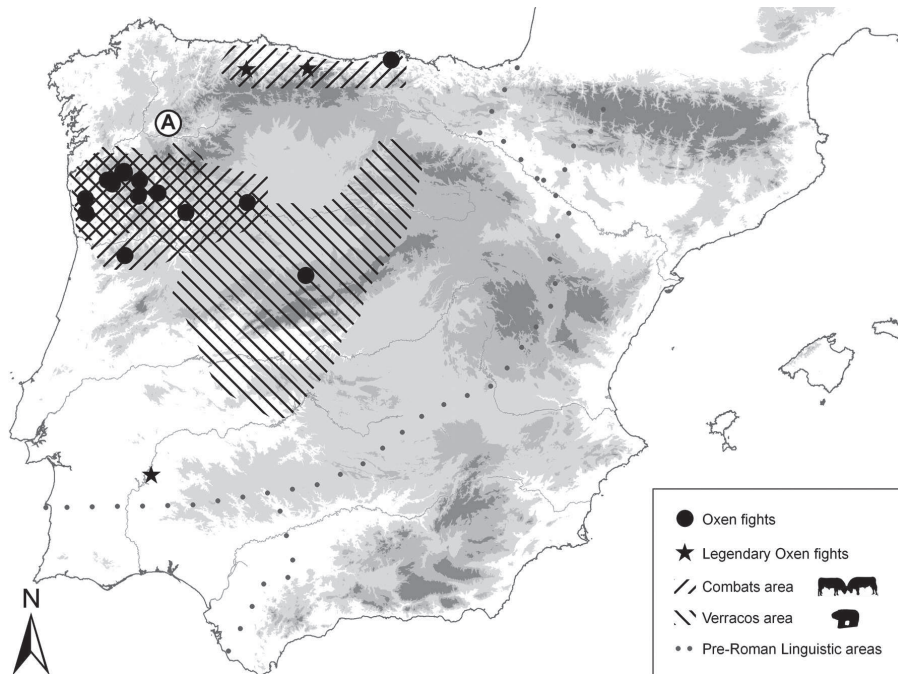 A
N
Oxen fights
Legendary Oxen fights
Combats area
Verracos area
Pre-Roman Linguistic areas